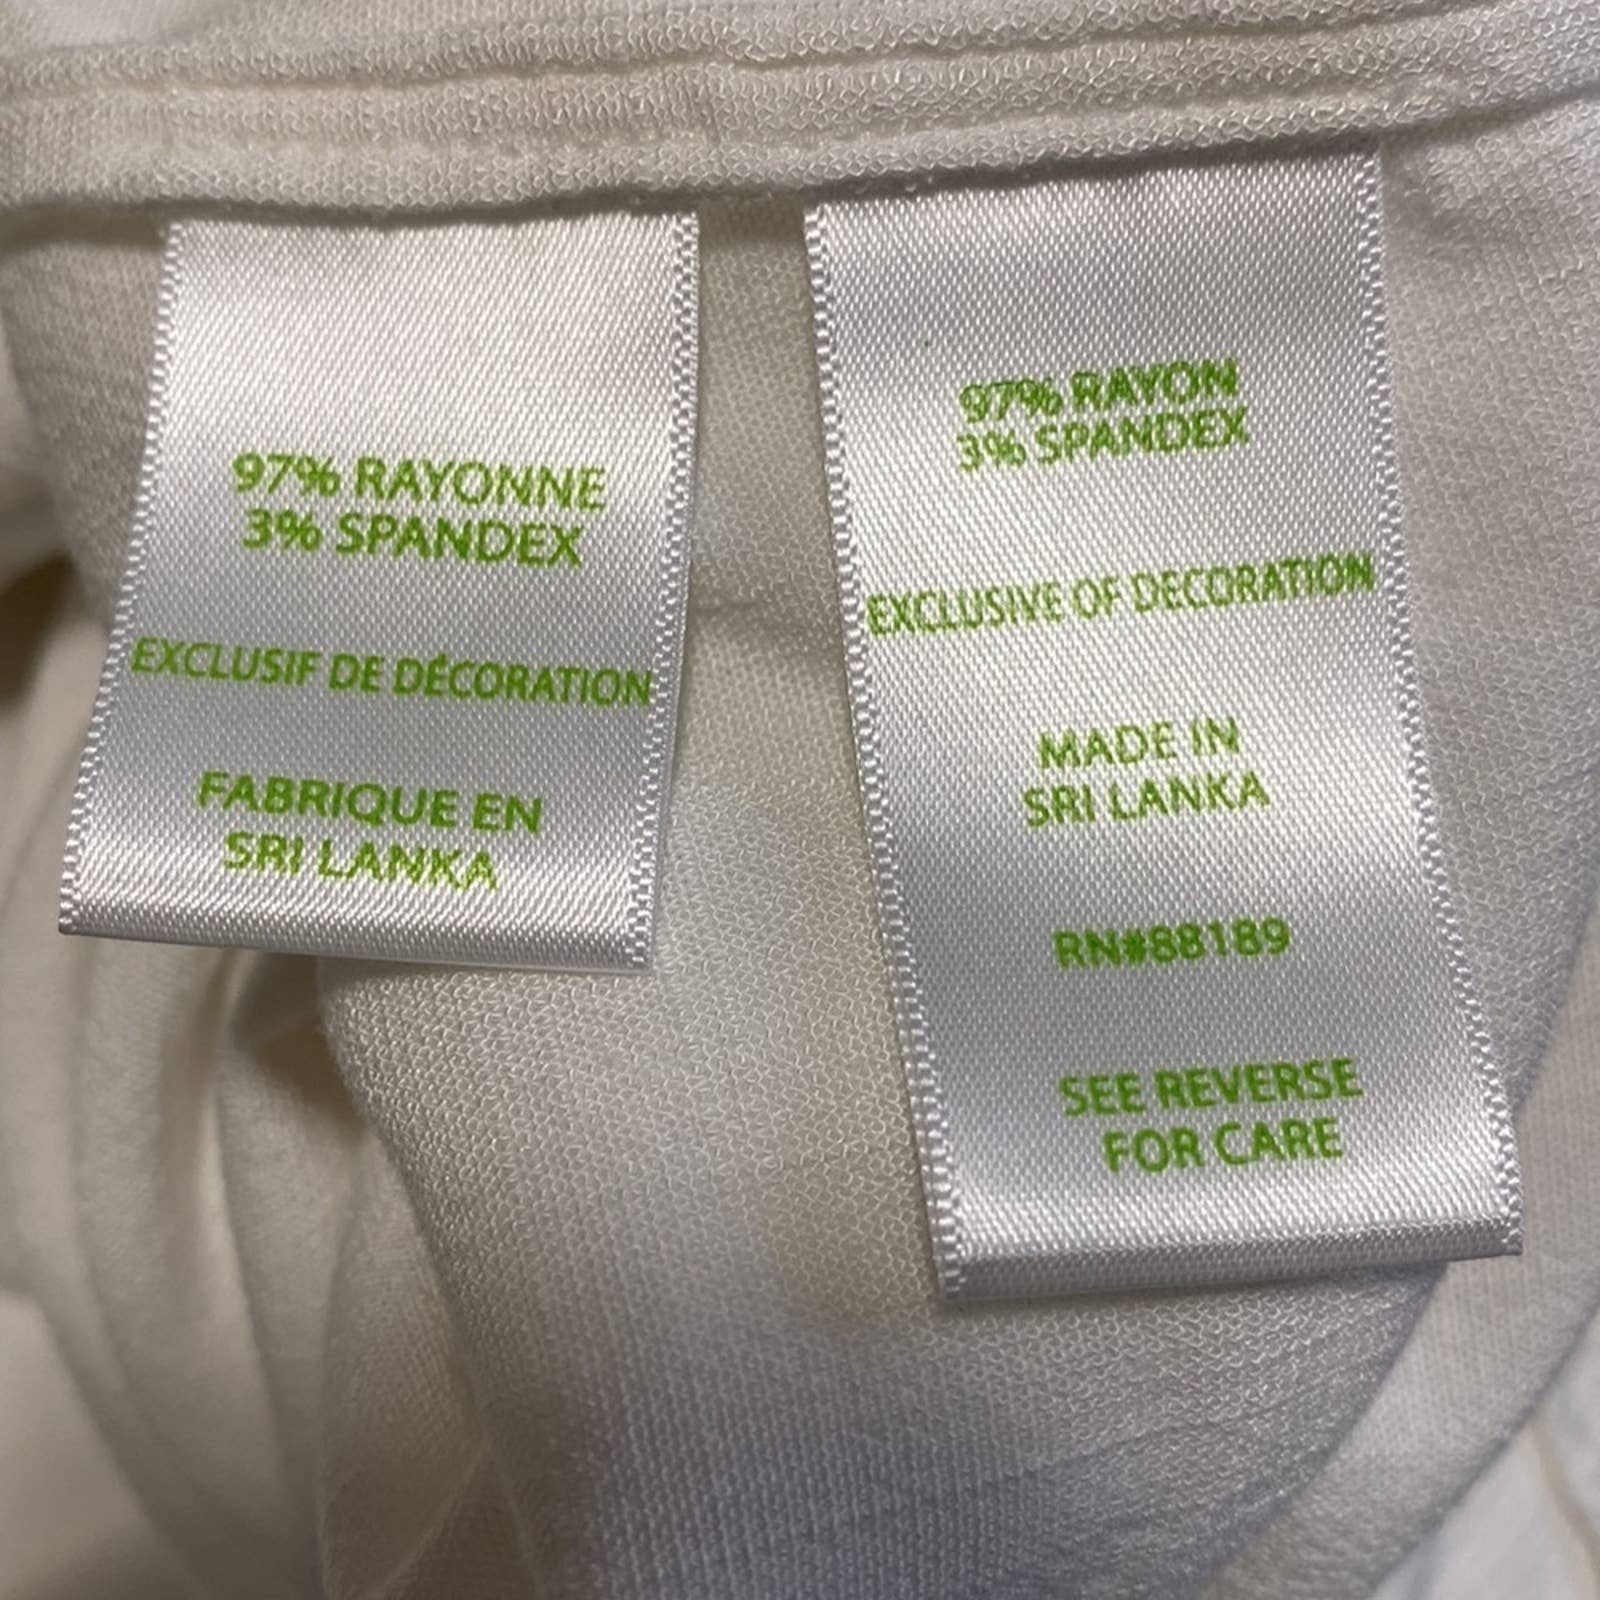 97% RAYONNE
3% SPANDEX
EXCLUSIF DE DÉCORATION
FABRIQUE EN
SRI LANKA
97% RAYON
3% SPANDEX
EXCLUSIVE OF DECORATION
MADE IN
SRI LANKA
RN#88189
SEE REVERSE
FOR CARE